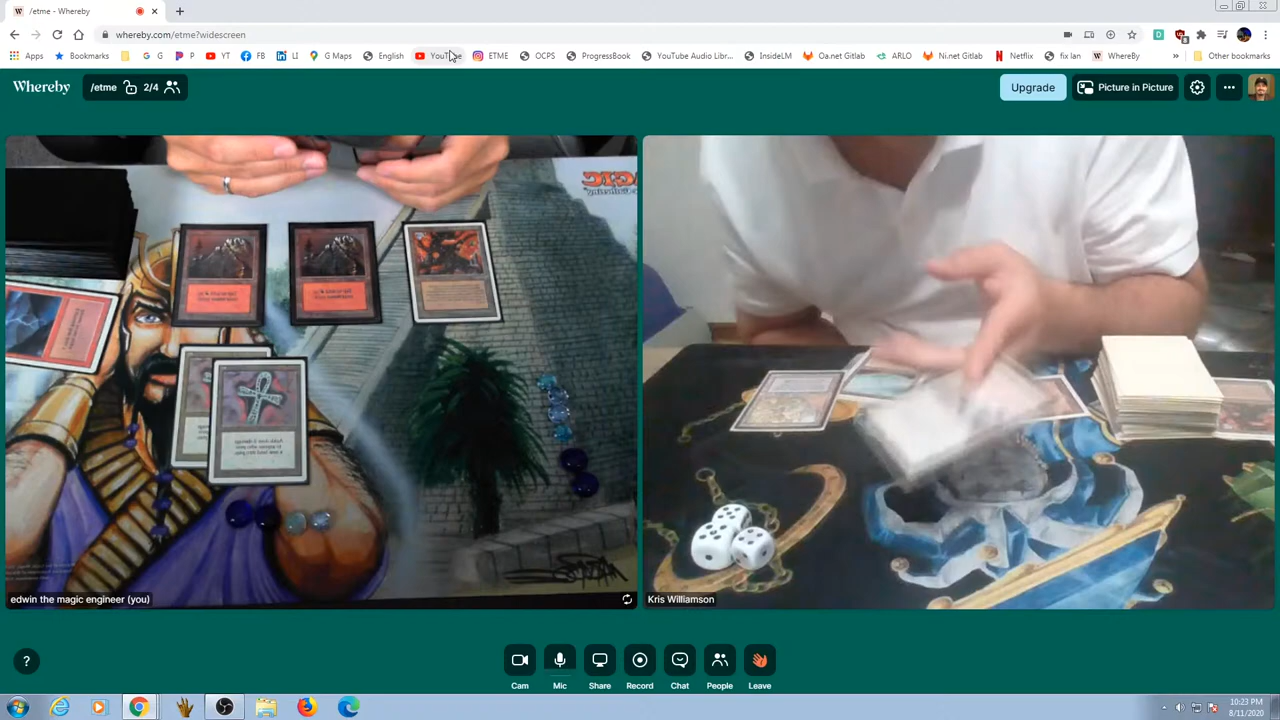 /etme - Whereby
whereby.com/etme?widescreen
Apps
Bookmarks
G
YT
FB
LI
G Maps
English
YouTube
ETME
OCPS
ProgressBook
YouTube Audio Libr...
InsideLM
Oa.net Gitlab
ARLO
Ni.net Gitlab
Netflix
fix lan
WhereBy
»
Other bookmarks
Whereby
/etme
2/4
Upgrade
Picture in Picture
edwin the magic engineer (you)
Kris Williamson
?
Cam
Mic
Share
Record
Chat
People
Leave
10:23 PM
8/11/2020